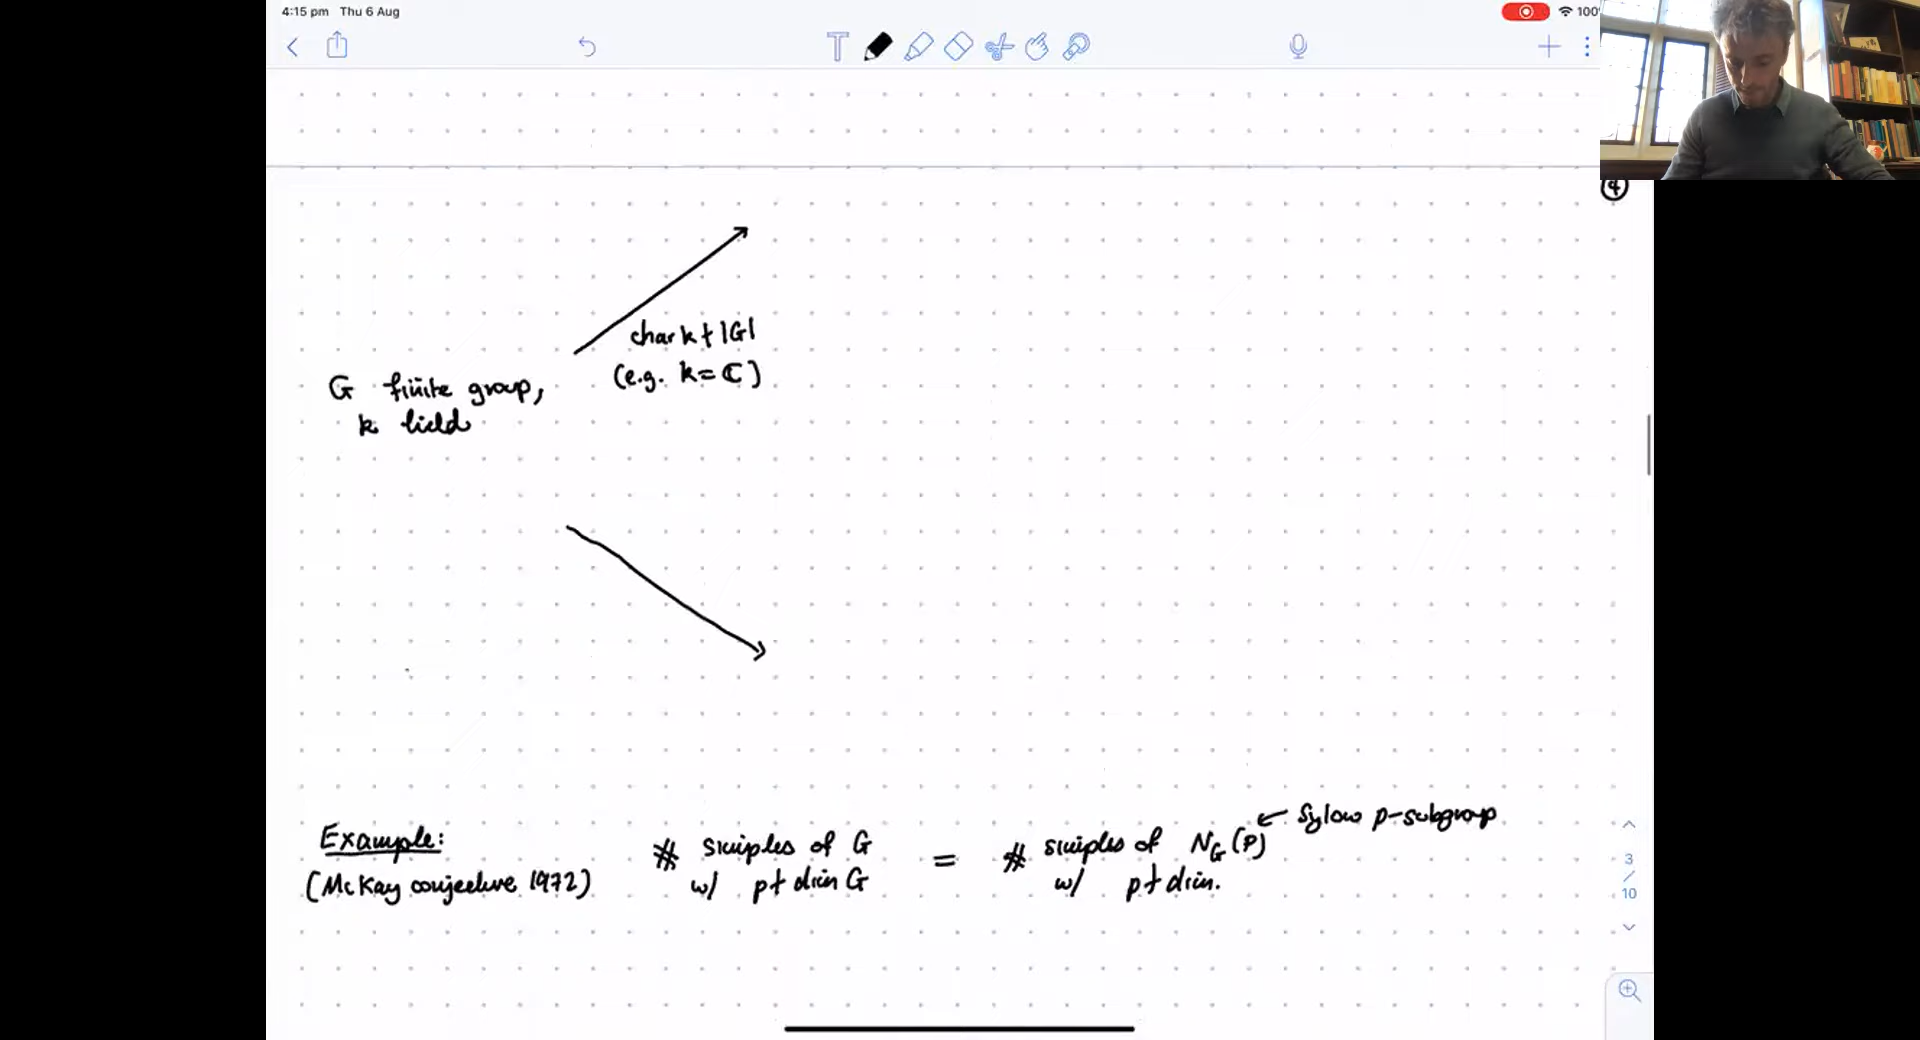 4:15 pm Thu 6 Aug
100
4
char k ∤ |G|
(e.g. k = ℂ)
G finite group,
k field
Example:
(McKay conjecture 1972)
# simples of G
w/ p ∤ dim G
=
# simples of N_G(P) ← Sylow p-subgroup
w/ p ∤ dim.
3
/
10